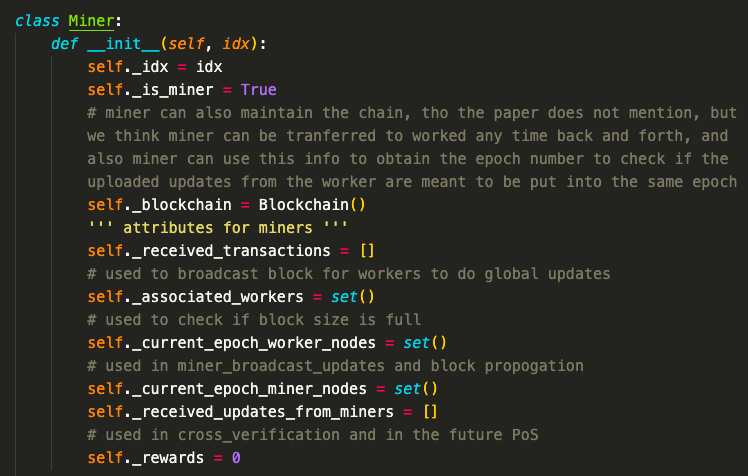 class Miner:
    def __init__(self, idx):
        self._idx = idx
        self._is_miner = True
        # miner can also maintain the chain, tho the paper does not mention, but
        we think miner can be tranferred to worked any time back and forth, and
        also miner can use this info to obtain the epoch number to check if the
        uploaded updates from the worker are meant to be put into the same epoch
        self._blockchain = Blockchain()
        ''' attributes for miners '''
        self._received_transactions = []
        # used to broadcast block for workers to do global updates
        self._associated_workers = set()
        # used to check if block size is full
        self._current_epoch_worker_nodes = set()
        # used in miner_broadcast_updates and block propogation
        self._current_epoch_miner_nodes = set()
        self._received_updates_from_miners = []
        # used in cross_verification and in the future PoS
        self._rewards = 0